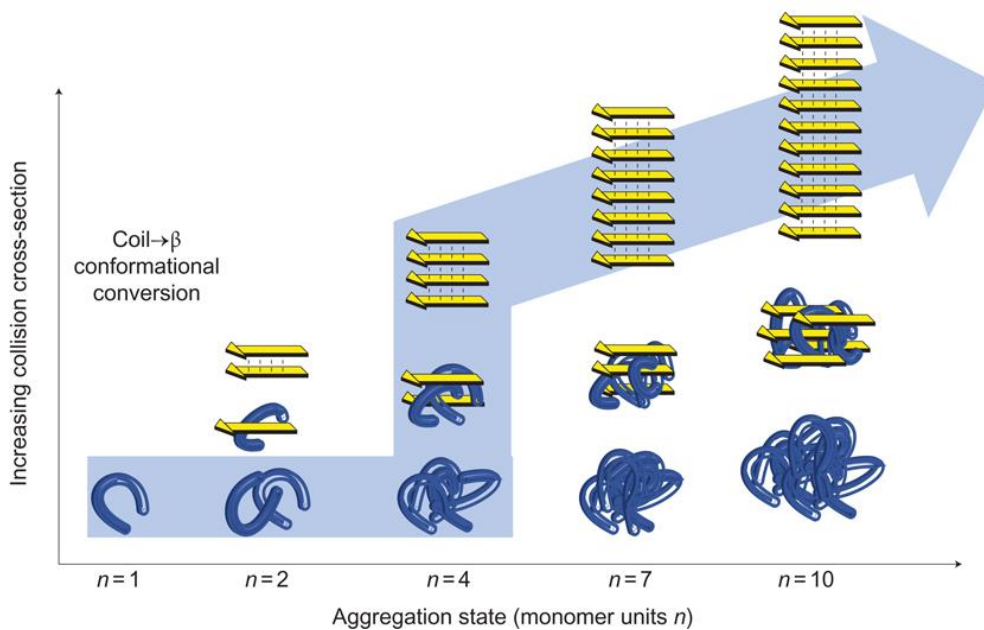 Increasing collision cross-section
Coil→β
conformational
conversion
n=1
n=2
n=4
n=7
n=10
Aggregation state (monomer units n)